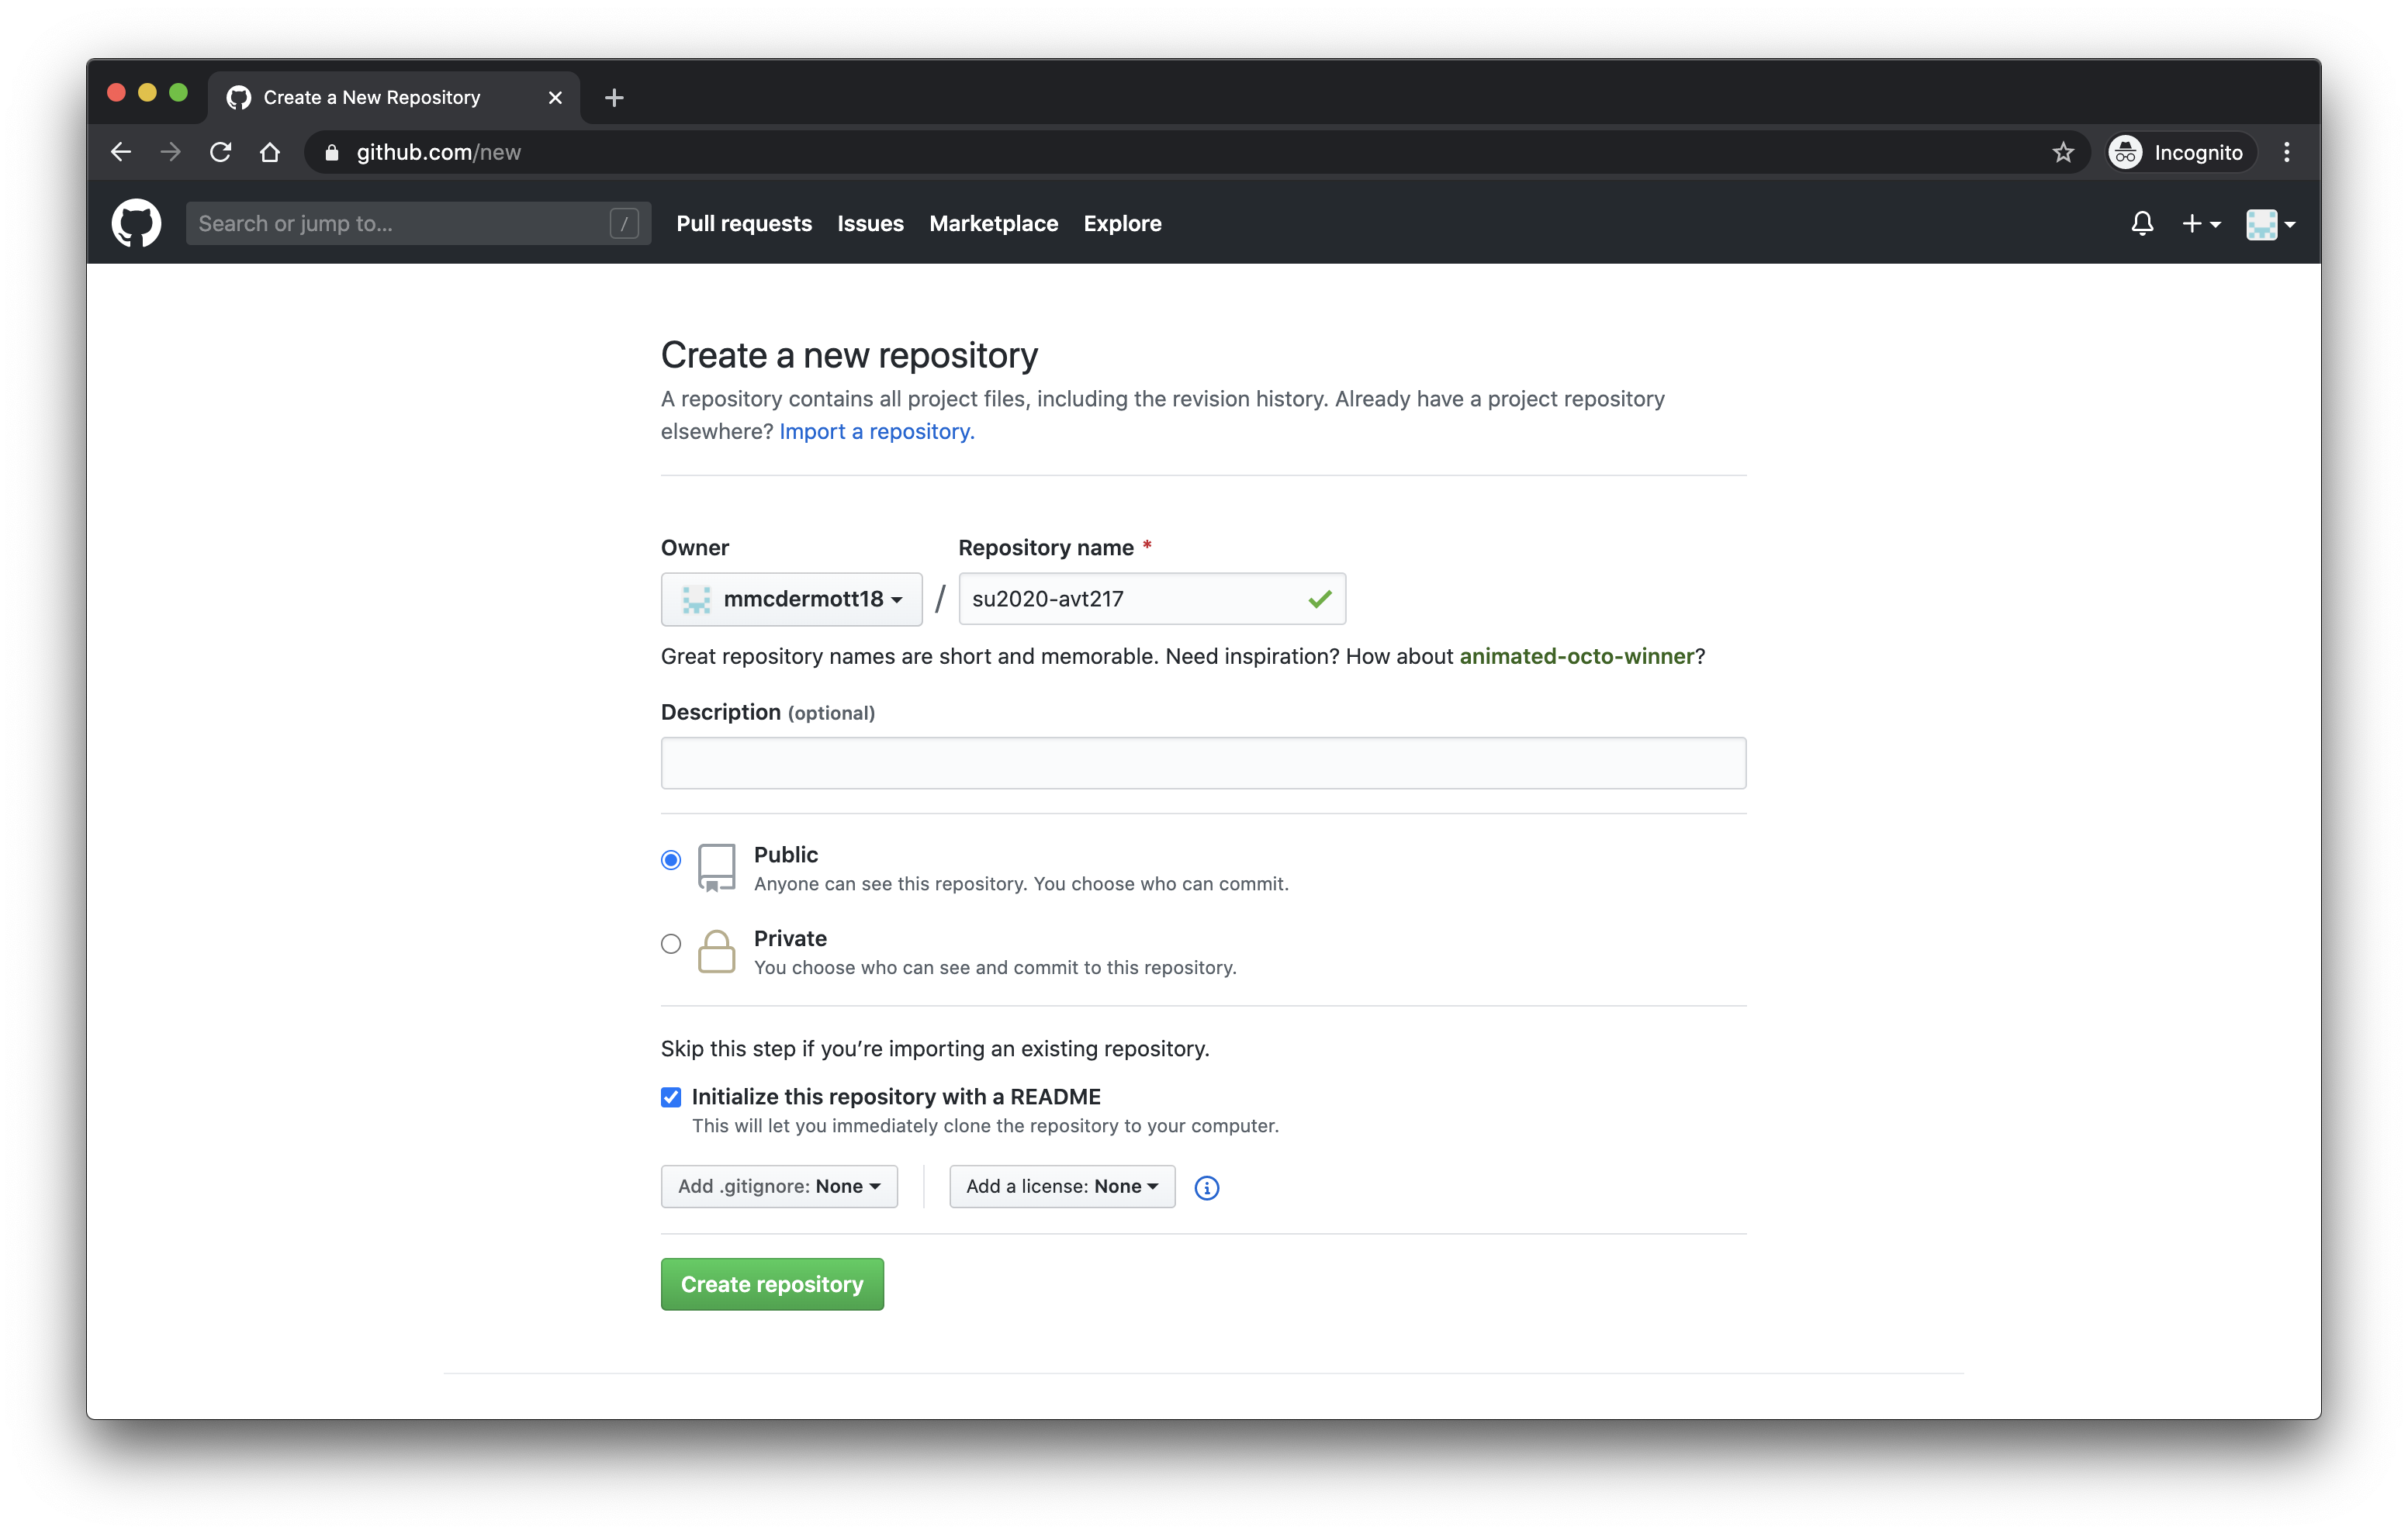 Create a New Repository
github.com/new
Incognito
Search or jump to...
/
Pull requests Issues Marketplace Explore
Create a new repository
A repository contains all project files, including the revision history. Already have a project repository
elsewhere? Import a repository.
Owner
Repository name *
mmcdermott18 / su2020-avt217
Great repository names are short and memorable. Need inspiration? How about animated-octo-winner?
Description (optional)
Public
Anyone can see this repository. You choose who can commit.
Private
You choose who can see and commit to this repository.
Skip this step if you’re importing an existing repository.
Initialize this repository with a README
This will let you immediately clone the repository to your computer.
Add .gitignore: None
Add a license: None
Create repository